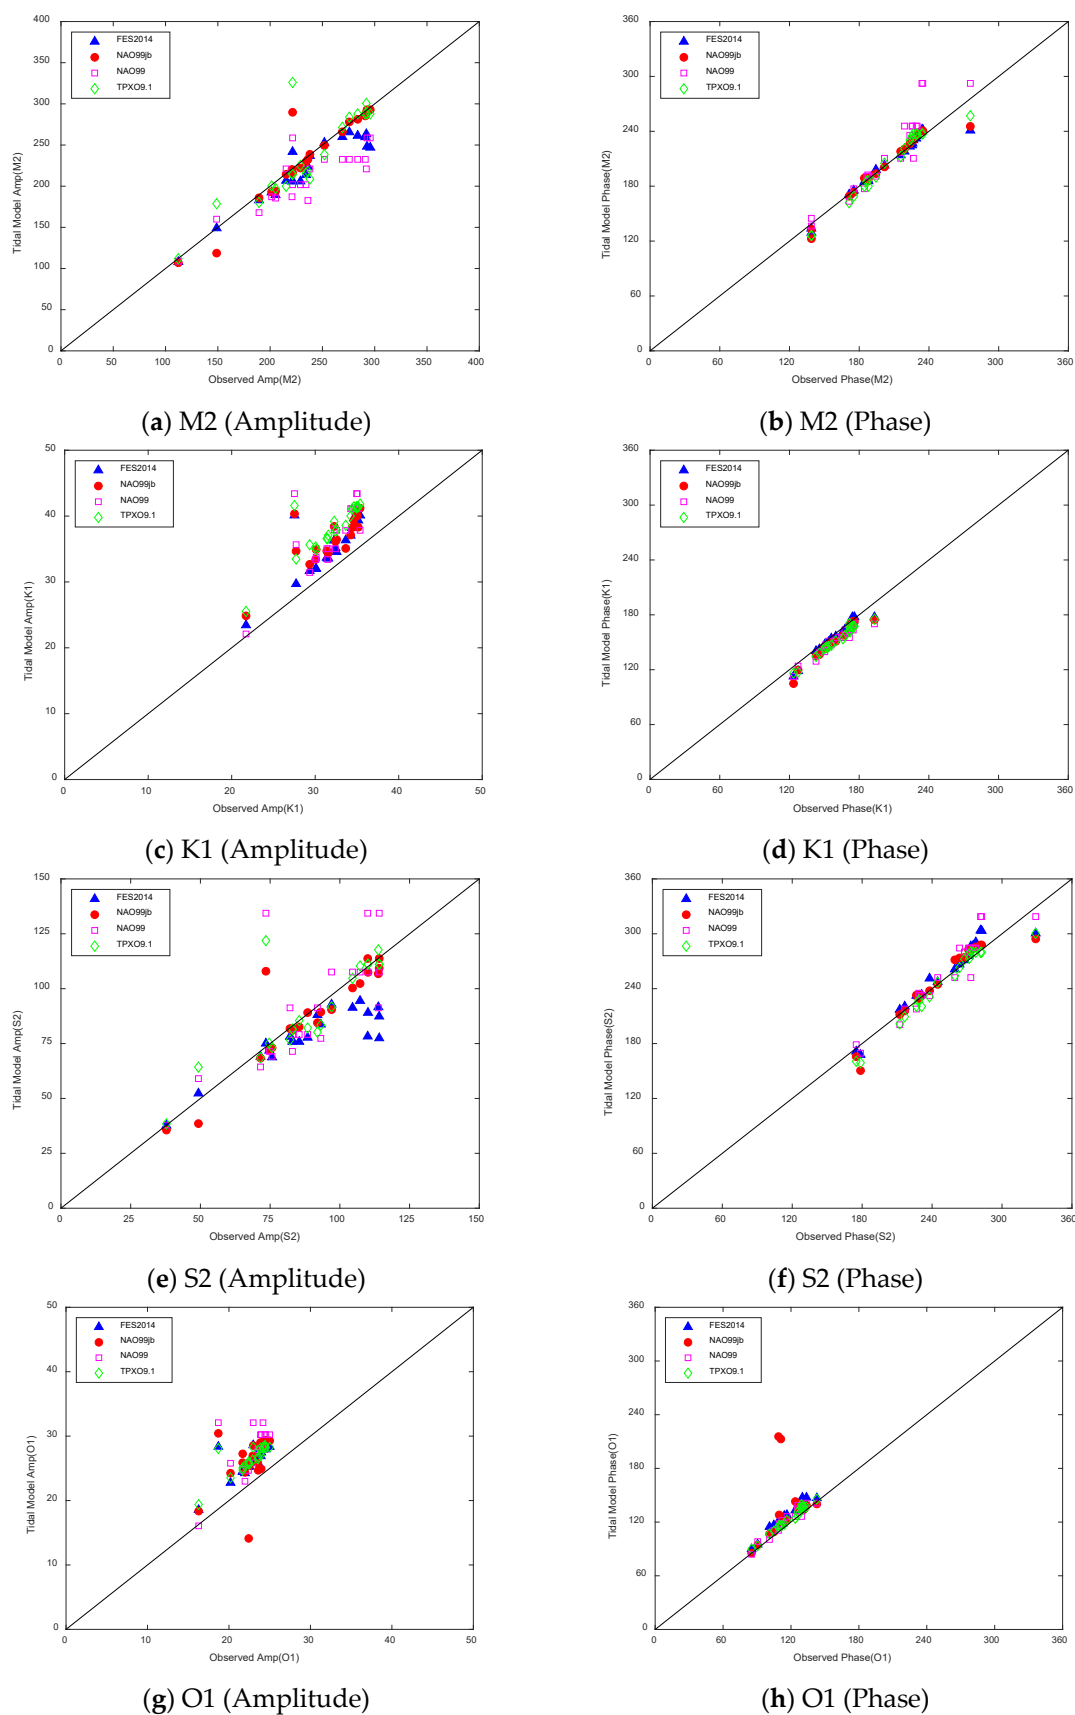 400
350
300
250
200
150
100
50
0
0 50 100 150 200 250 300 350 400
Tidal Model Amp(M2)
Observed Amp(M2)
FES2014
NAO99jb
NAO99
TPXO9.1
(a) M2 (Amplitude)
360
300
240
180
120
60
0
0 120 180 240 300 360
Tidal Model Phase(M2)
Observed Phase(M2)
FES2014
NAO99jb
NAO99
TPXO9.1
(b) M2 (Phase)
50
40
30
20
10
0
0 10 20 30 40 50
Tidal Model Amp(K1)
Observed Amp(K1)
FES2014
NAO99jb
NAO99
TPXO9.1
(c) K1 (Amplitude)
360
300
240
180
120
60
0
0 120 180 240 300 360
Tidal Model Phase(K1)
Observed Phase(K1)
FES2014
NAO99jb
NAO99
TPXO9.1
(d) K1 (Phase)
150
125
100
75
50
25
0
0 25 50 75 100 125 150
Tidal Model Amp(S2)
Observed Amp(S2)
FES2014
NAO99jb
NAO99
TPXO9.1
(e) S2 (Amplitude)
360
300
240
180
120
60
0
0 120 180 240 300 360
Tidal Model Phase(S2)
Observed Phase(S2)
FES2014
NAO99jb
NAO99
TPXO9.1
(f) S2 (Phase)
50
40
30
20
10
0
0 10 20 30 40 50
Tidal Model Amp(O1)
Observed Amp(O1)
FES2014
NAO99jb
NAO99
TPXO9.1
(g) O1 (Amplitude)
360
300
240
180
120
60
0
0 120 180 240 300 360
Tidal Model Phase(O1)
Observed Phase(O1)
FES2014
NAO99jb
NAO99
TPXO9.1
(h) O1 (Phase)